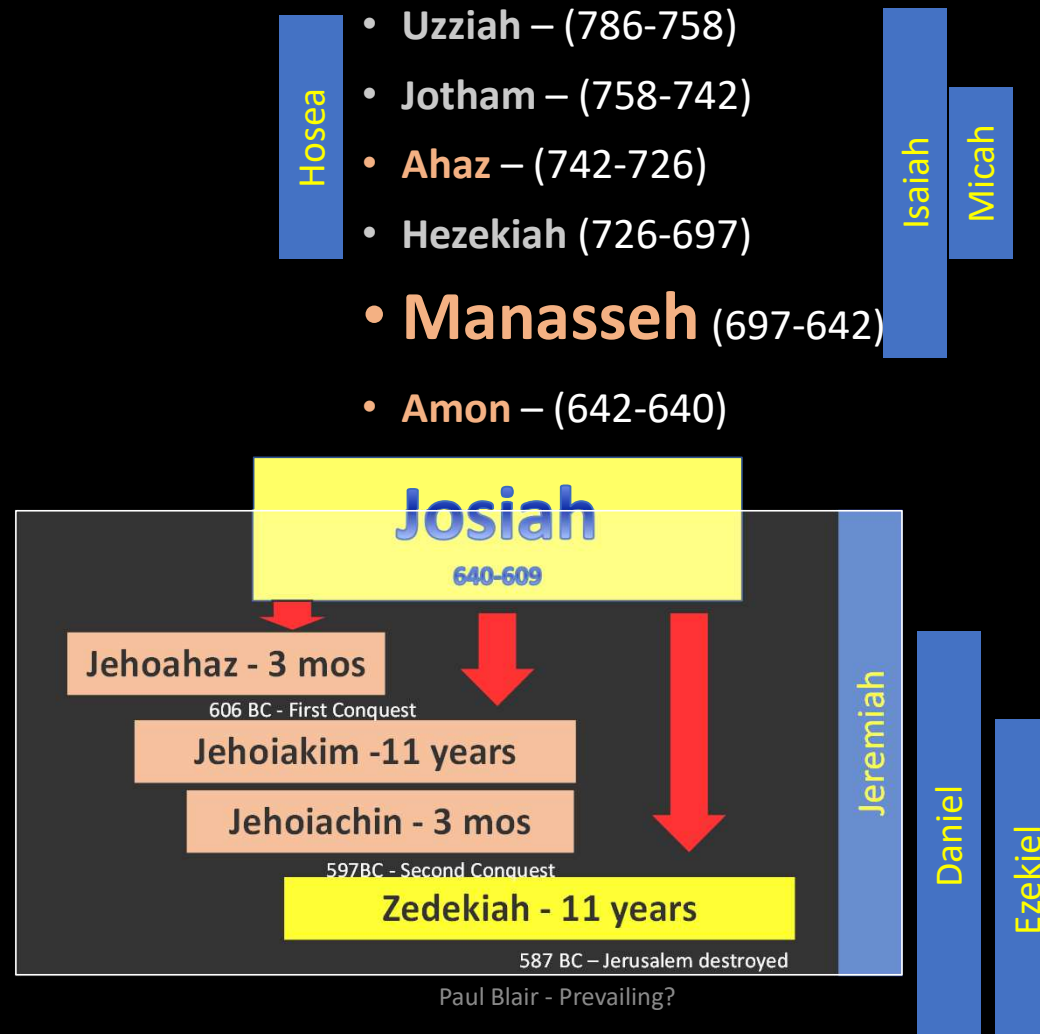 Hosea
• Uzziah – (786-758)
• Jotham – (758-742)
• Ahaz – (742-726)
• Hezekiah (726-697)
• Manasseh (697-642)
• Amon – (642-640)
Isaiah
Micah
Josiah
640-609
Jehoahaz - 3 mos
606 BC - First Conquest
Jehoiakim -11 years
Jehoiachin - 3 mos
597BC - Second Conquest
Zedekiah - 11 years
587 BC – Jerusalem destroyed
Jeremiah
Daniel
Ezekiel
Paul Blair - Prevailing?